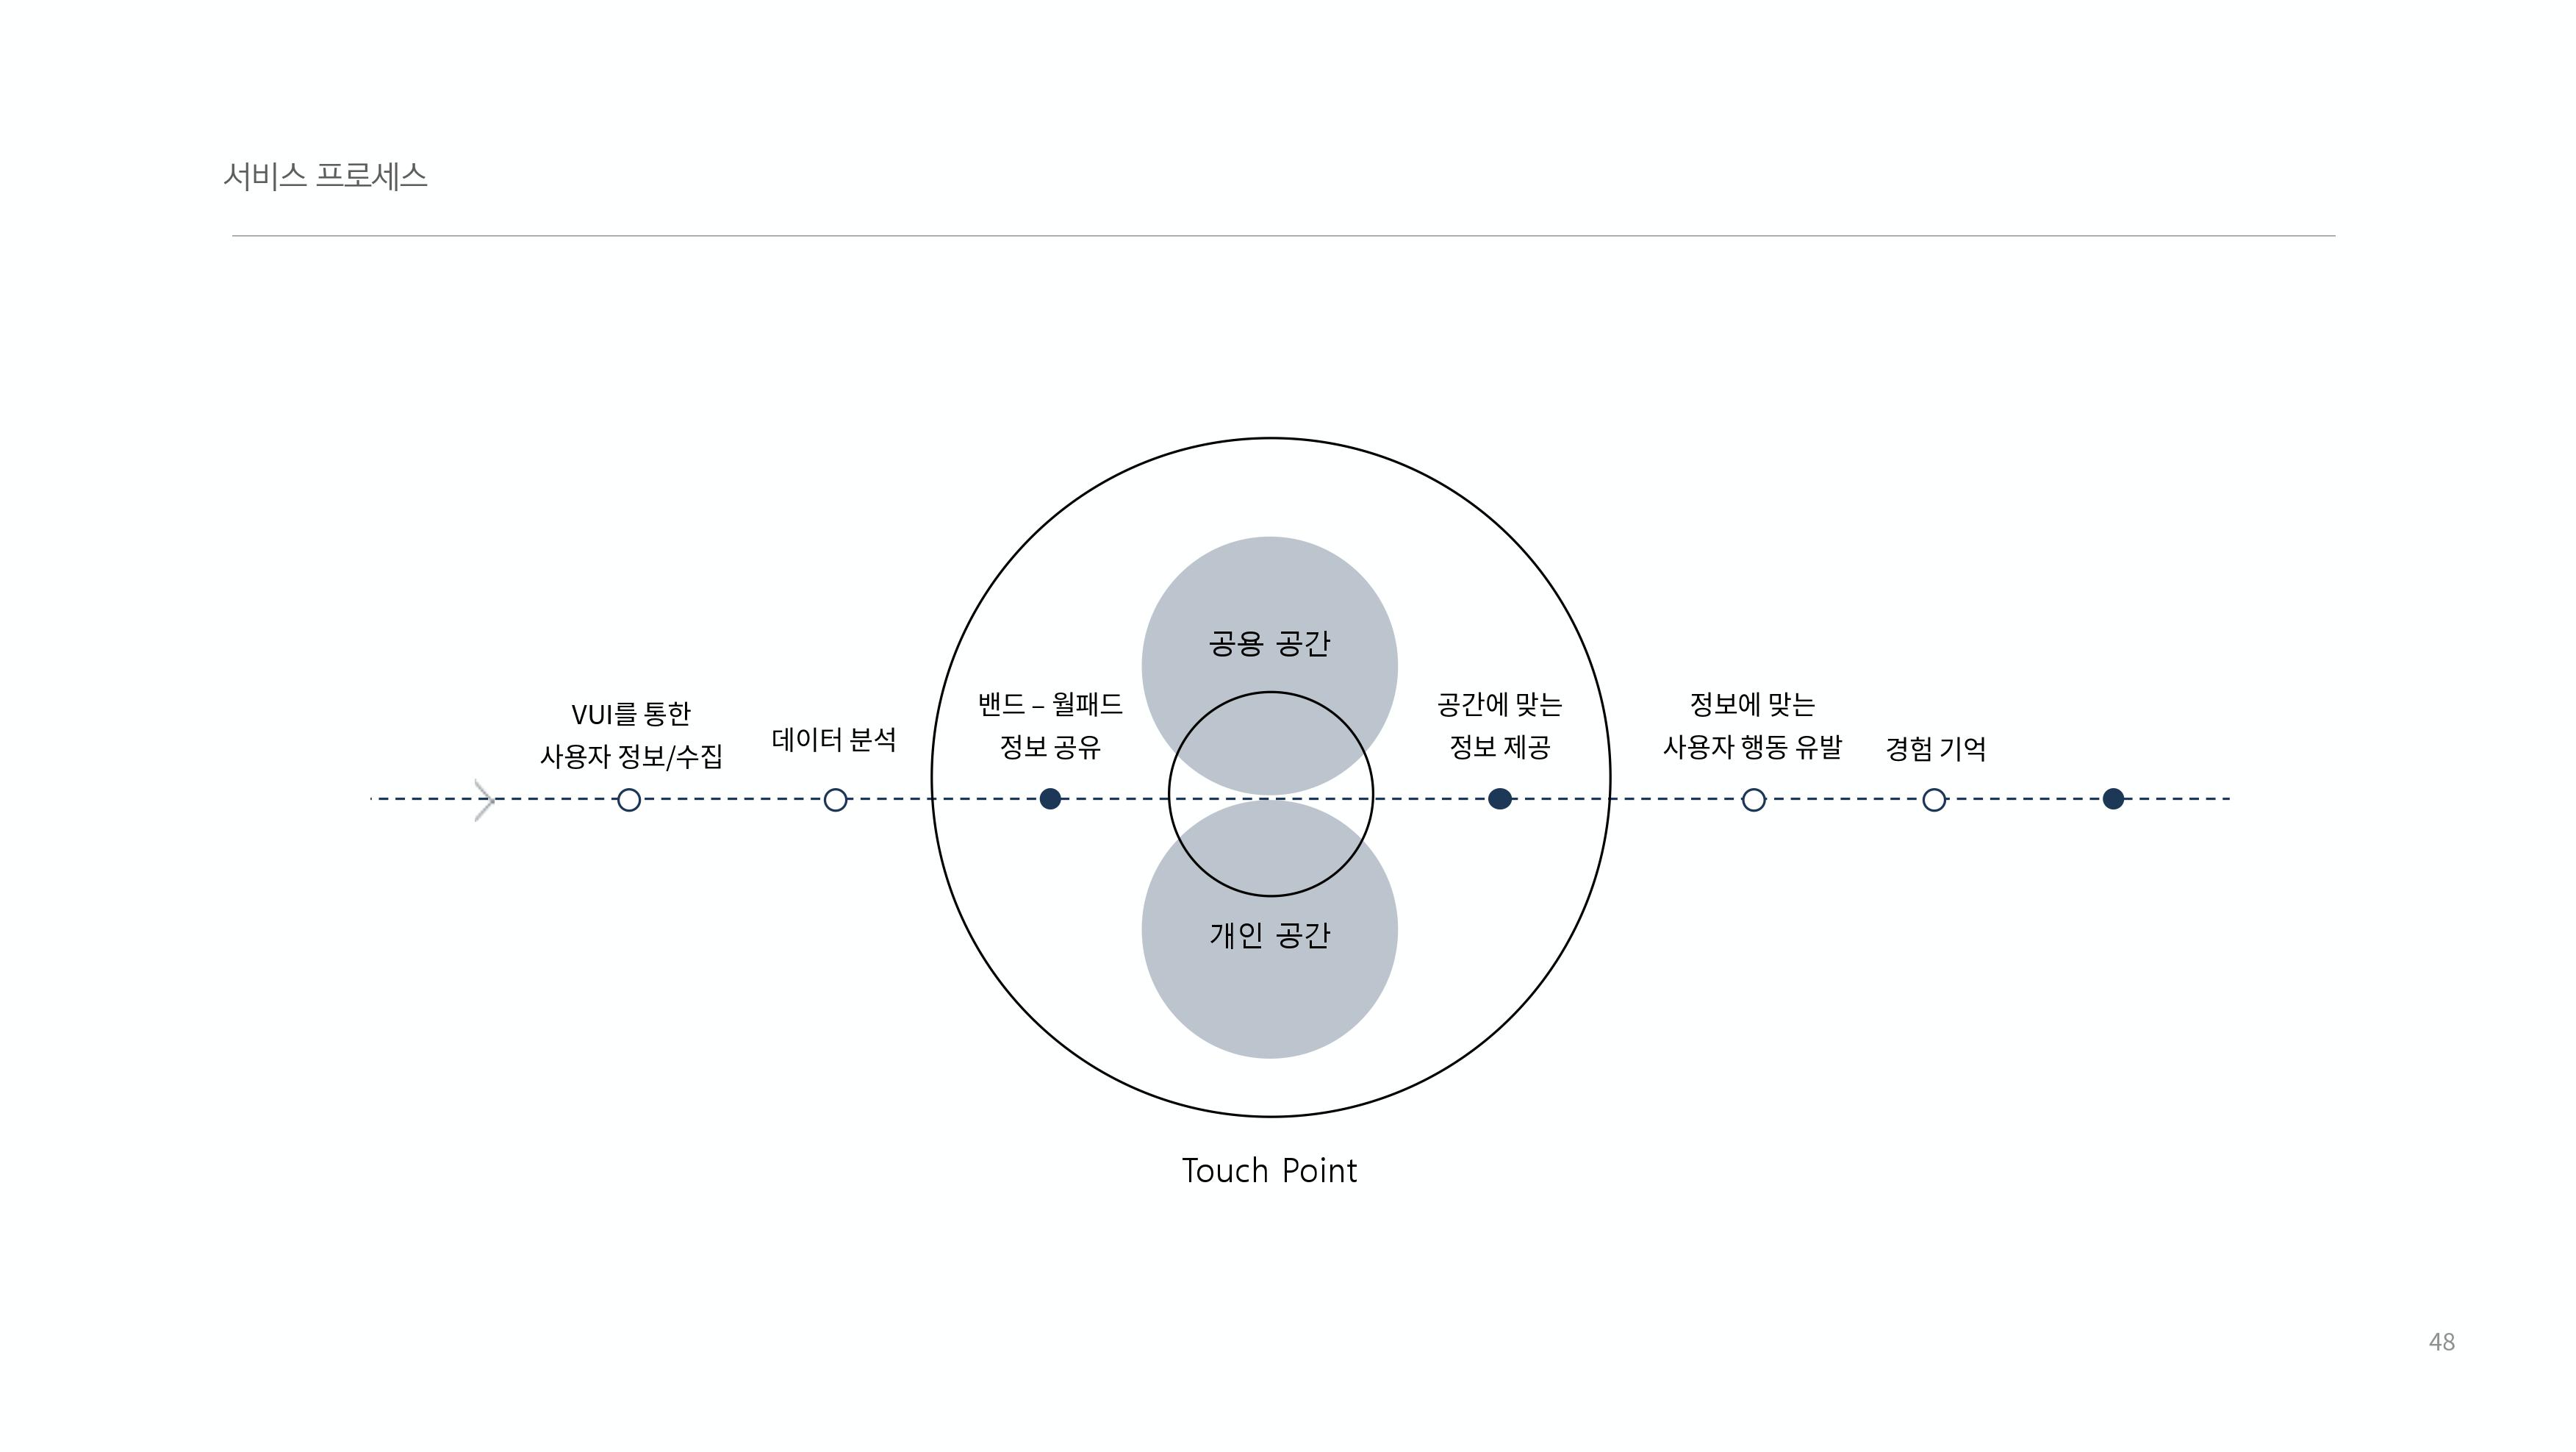 서비스 프로세스
VUI를 통한
사용자 정보/수집
데이터 분석
밴드 – 월패드
정보 공유
공용 공간
개인 공간
공간에 맞는
정보 제공
정보에 맞는
사용자 행동 유발
경험 기억
Touch Point
48